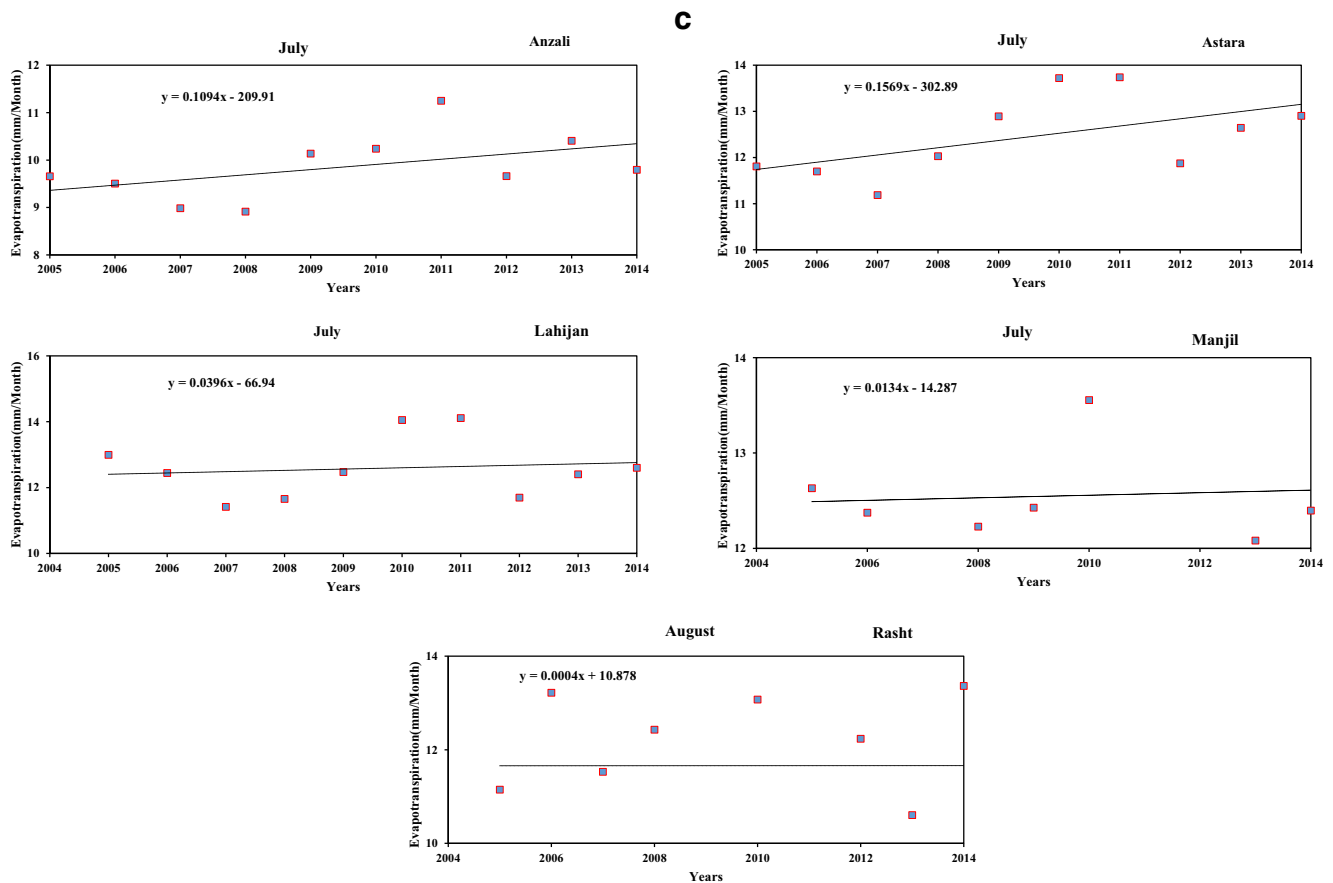 c
July Anzali
Evapotranspiration(mm/Month)
y = 0.1094x - 209.91
12
11
10
9
8
2005 2006 2007 2008 2009 2010 2011 2012 2013 2014
Years
July Astara
Evapotranspiration(mm/Month)
y = 0.1569x - 302.89
14
13
12
11
10
2005 2006 2007 2008 2009 2010 2011 2012 2013 2014
Years
July Lahijan
Evapotranspiration(mm/Month)
y = 0.0396x - 66.94
16
14
12
10
2004 2005 2006 2007 2008 2009 2010 2011 2012 2013 2014
Years
July Manjil
Evapotranspiration(mm/Month)
y = 0.0134x - 14.287
14
13
12
2004 2006 2008 2010 2012 2014
Years
August Rasht
Evapotranspiration(mm/Month)
y = 0.0004x + 10.878
14
12
10
2004 2006 2008 2010 2012 2014
Years